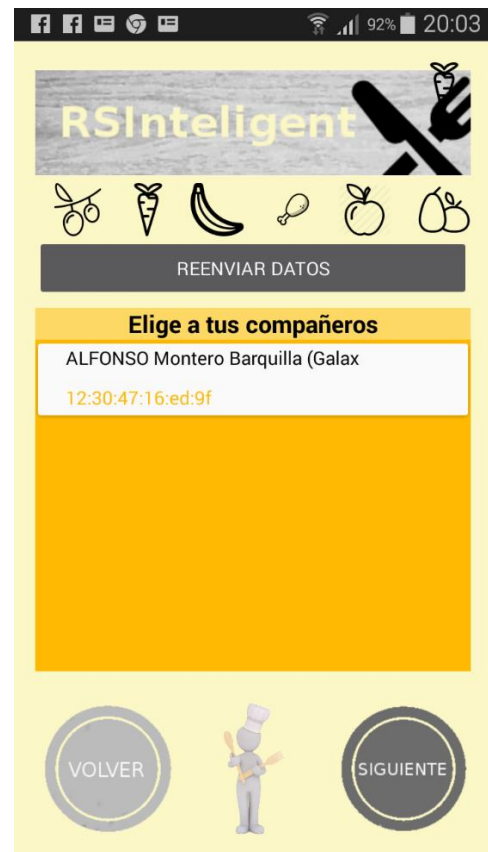 92% 20:03
RSInteligent
REENVIAR DATOS
Elige a tus compañeros
ALFONSO Montero Barquilla (Galax
12:30:47:16:ed:9f
VOLVER
SIGUIENTE